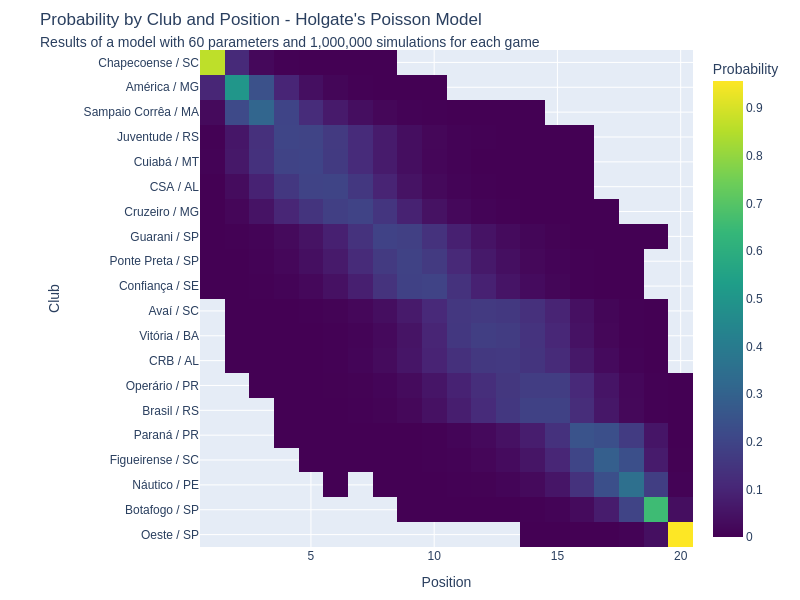 Probability by Club and Position - Holgate's Poisson Model
Results of a model with 60 parameters and 1,000,000 simulations for each game
Probability
Chapecoense / SC
América / MG
Sampaio Corrêa / MA
Juventude / RS
Cuiabá / MT
CSA / AL
Cruzeiro / MG
Guarani / SP
Ponte Preta / SP
Confiança / SE
Avaí / SC
Vitória / BA
CRB / AL
Operário / PR
Brasil / RS
Paraná / PR
Figueirense / SC
Náutico / PE
Botafogo / SP
Oeste / SP
Club
5
10
15
20
Position
0.9
0.8
0.7
0.6
0.5
0.4
0.3
0.2
0.1
0